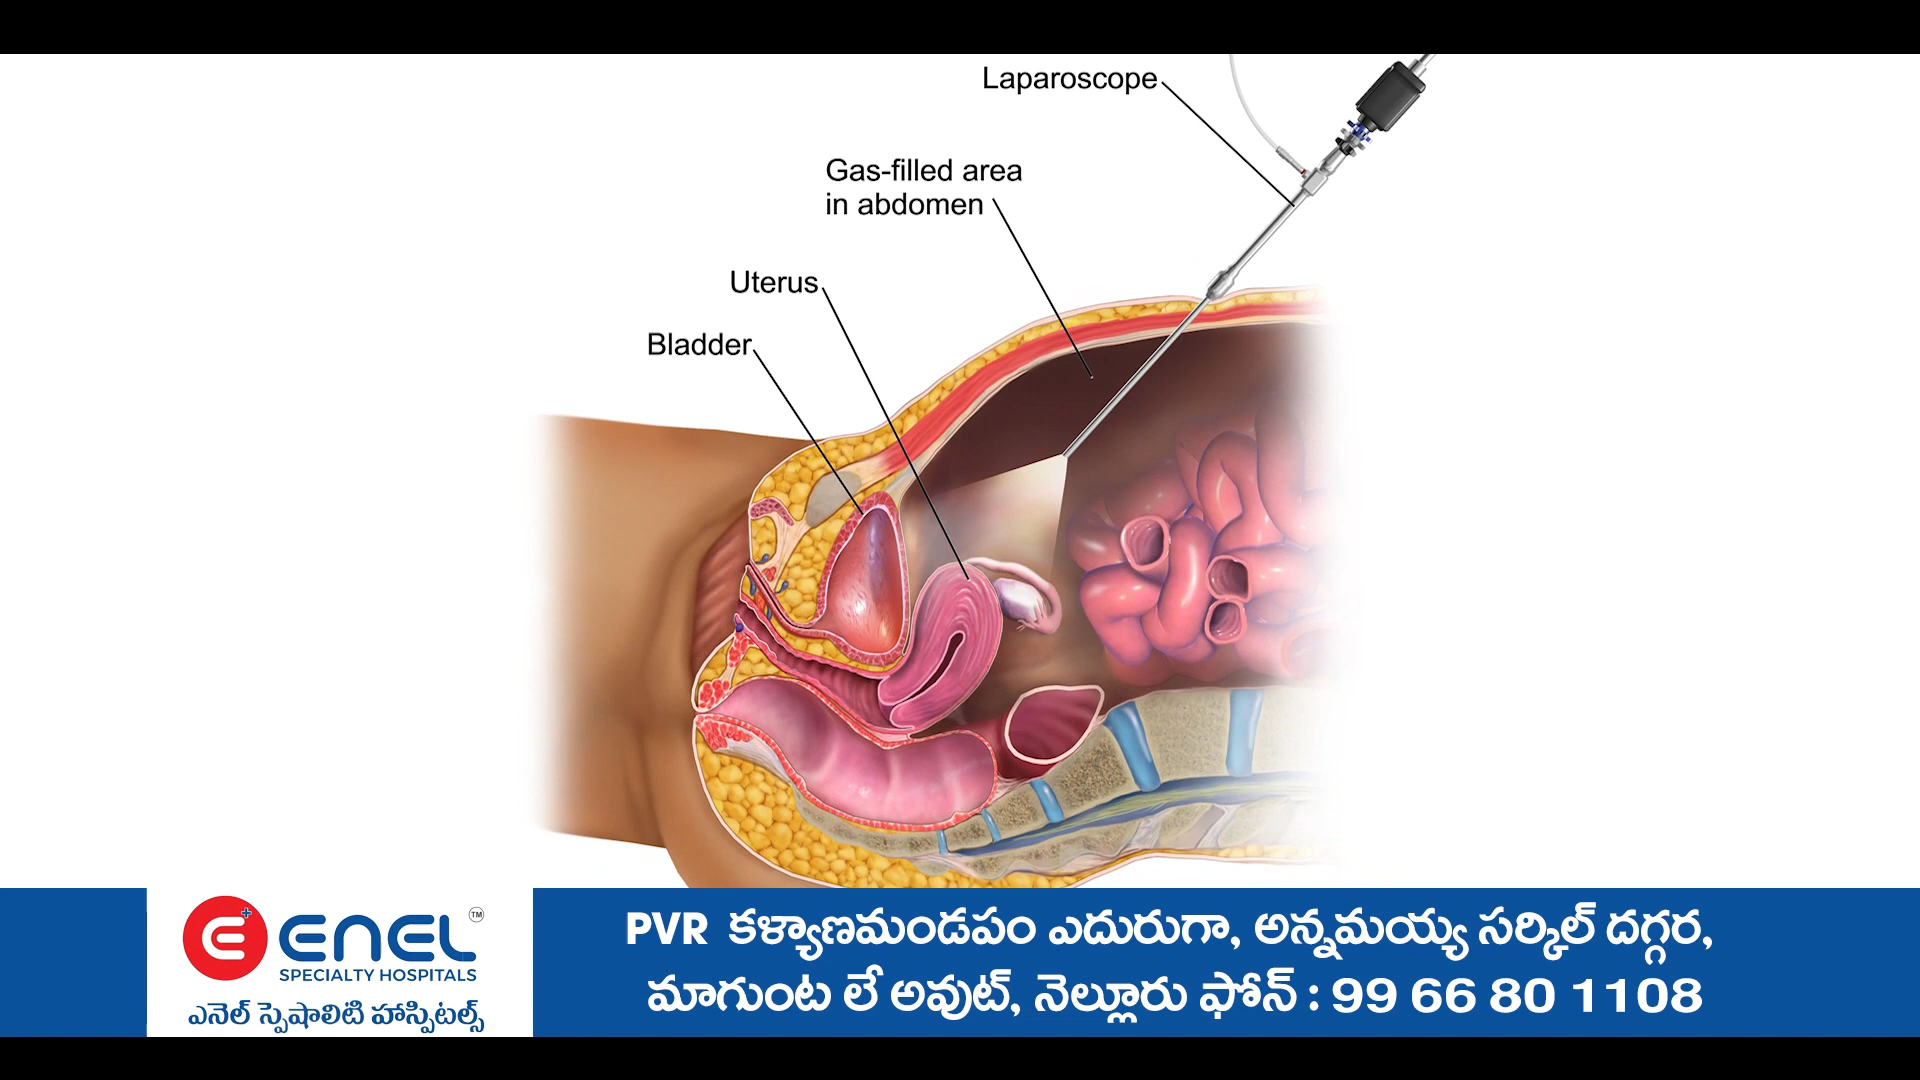 Laparoscope
Gas-filled area
in abdomen
Uterus
Bladder
ENEL™
SPECIALTY HOSPITALS
ఎనెల్ స్పెషాలిటి హాస్పిటల్స్
PVR కళ్యాణమండపం ఎదురుగా, అన్నమయ్య సర్కిల్ దగ్గర,
మాగుంట లే అవుట్, నెల్లూరు ఫోన్ : 99 66 80 1108